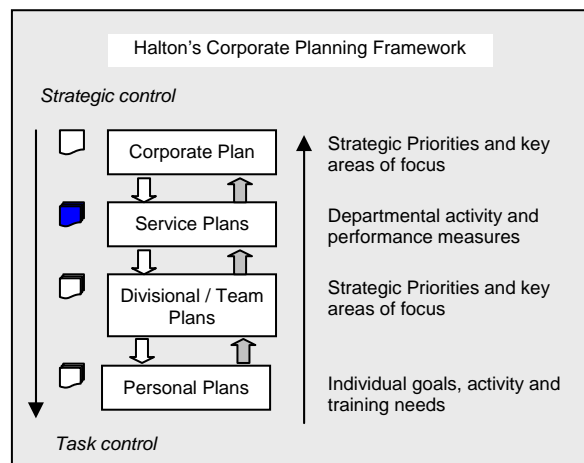 Halton's Corporate Planning Framework
Strategic control
Corporate Plan
Strategic Priorities and key
areas of focus
Service Plans
Departmental activity and
performance measures
Divisional / Team
Plans
Strategic Priorities and key
areas of focus
Personal Plans
Individual goals, activity and
training needs
Task control